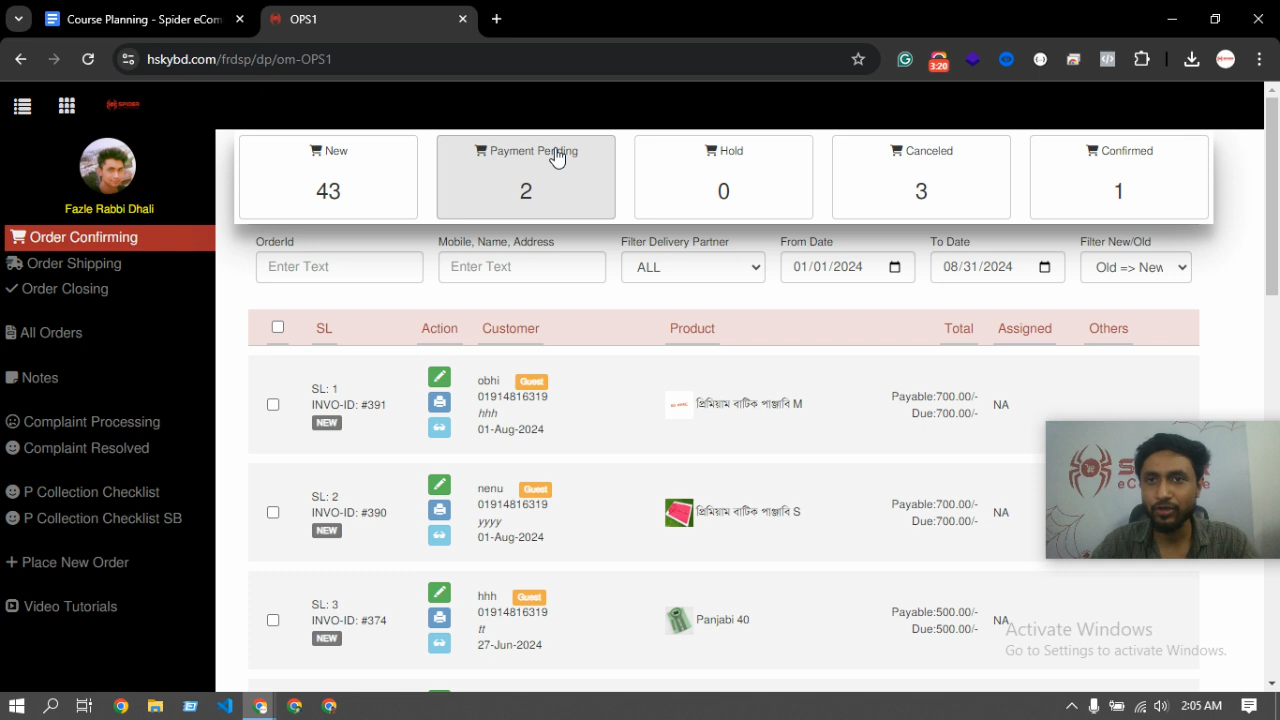 Course Planning - Spider eCom
OPS1
hskybd.com/frdsp/dp/om-OPS1
3:20
SPIDER
New
43
Payment Pending
2
Hold
0
Canceled
3
Confirmed
1
Fazle Rabbi Dhali
Order Confirming
Order Shipping
Order Closing
All Orders
Notes
Complaint Processing
Complaint Resolved
P Collection Checklist
P Collection Checklist SB
Place New Order
Video Tutorials
OrderId
Enter Text
Mobile, Name, Address
Enter Text
Filter Delivery Partner
ALL
From Date
01/01/2024
To Date
08/31/2024
Filter New/Old
Old => New
SL Action Customer Product Total Assigned Others
SL: 1
INVO-ID: #391
NEW
obhi Guest
01914816319
hhh
01-Aug-2024
প্রিমিয়াম বাটিক পাঞ্জাবি M
Payable:700.00/-
Due:700.00/-
NA
SL: 2
INVO-ID: #390
NEW
nenu Guest
01914816319
yyyy
01-Aug-2024
প্রিমিয়াম বাটিক পাঞ্জাবি S
Payable:700.00/-
Due:700.00/-
NA
SL: 3
INVO-ID: #374
NEW
hhh Guest
01914816319
tt
27-Jun-2024
Panjabi 40
Payable:500.00/-
Due:500.00/-
NA
Activate Windows
Go to Settings to activate Windows.
2:05 AM